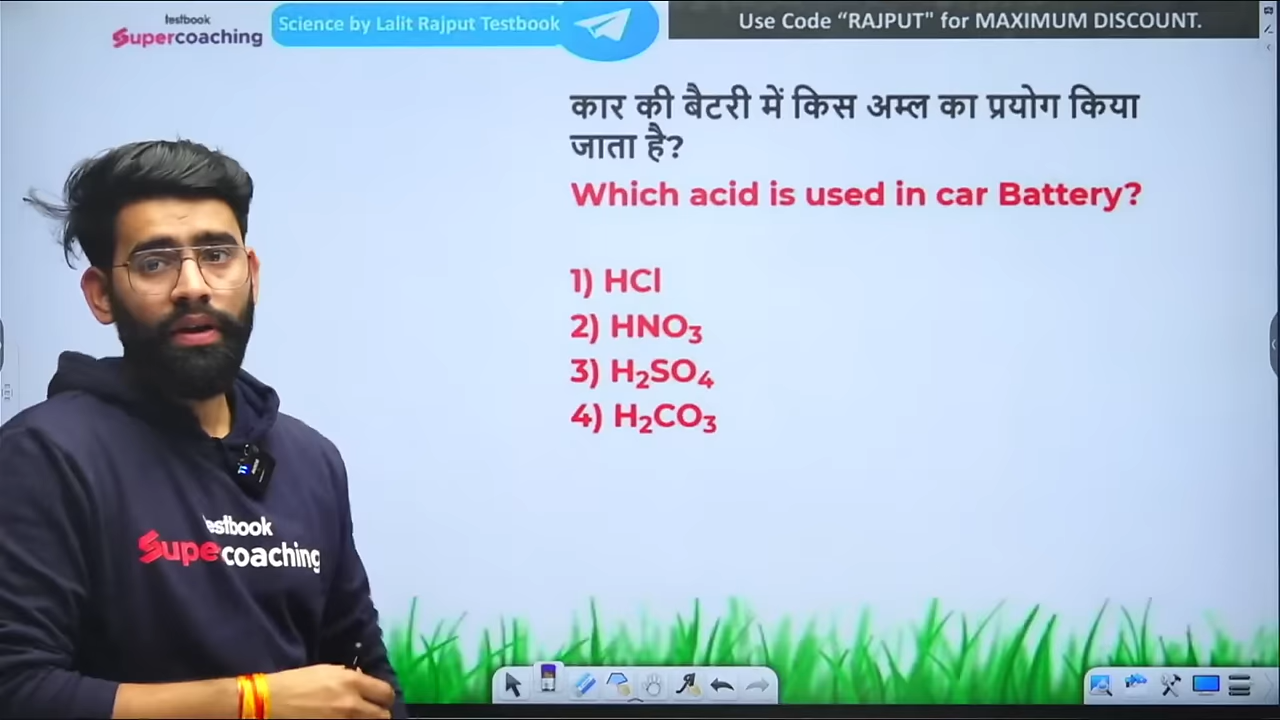 testbook
Supercoaching
Science by Lalit Rajput Testbook
Use Code “RAJPUT" for MAXIMUM DISCOUNT.
कार की बैटरी में किस अम्ल का प्रयोग किया
जाता है?
Which acid is used in car Battery?
1) HCl
2) HNO₃
3) H₂SO₄
4) H₂CO₃
testbook
Supercoaching